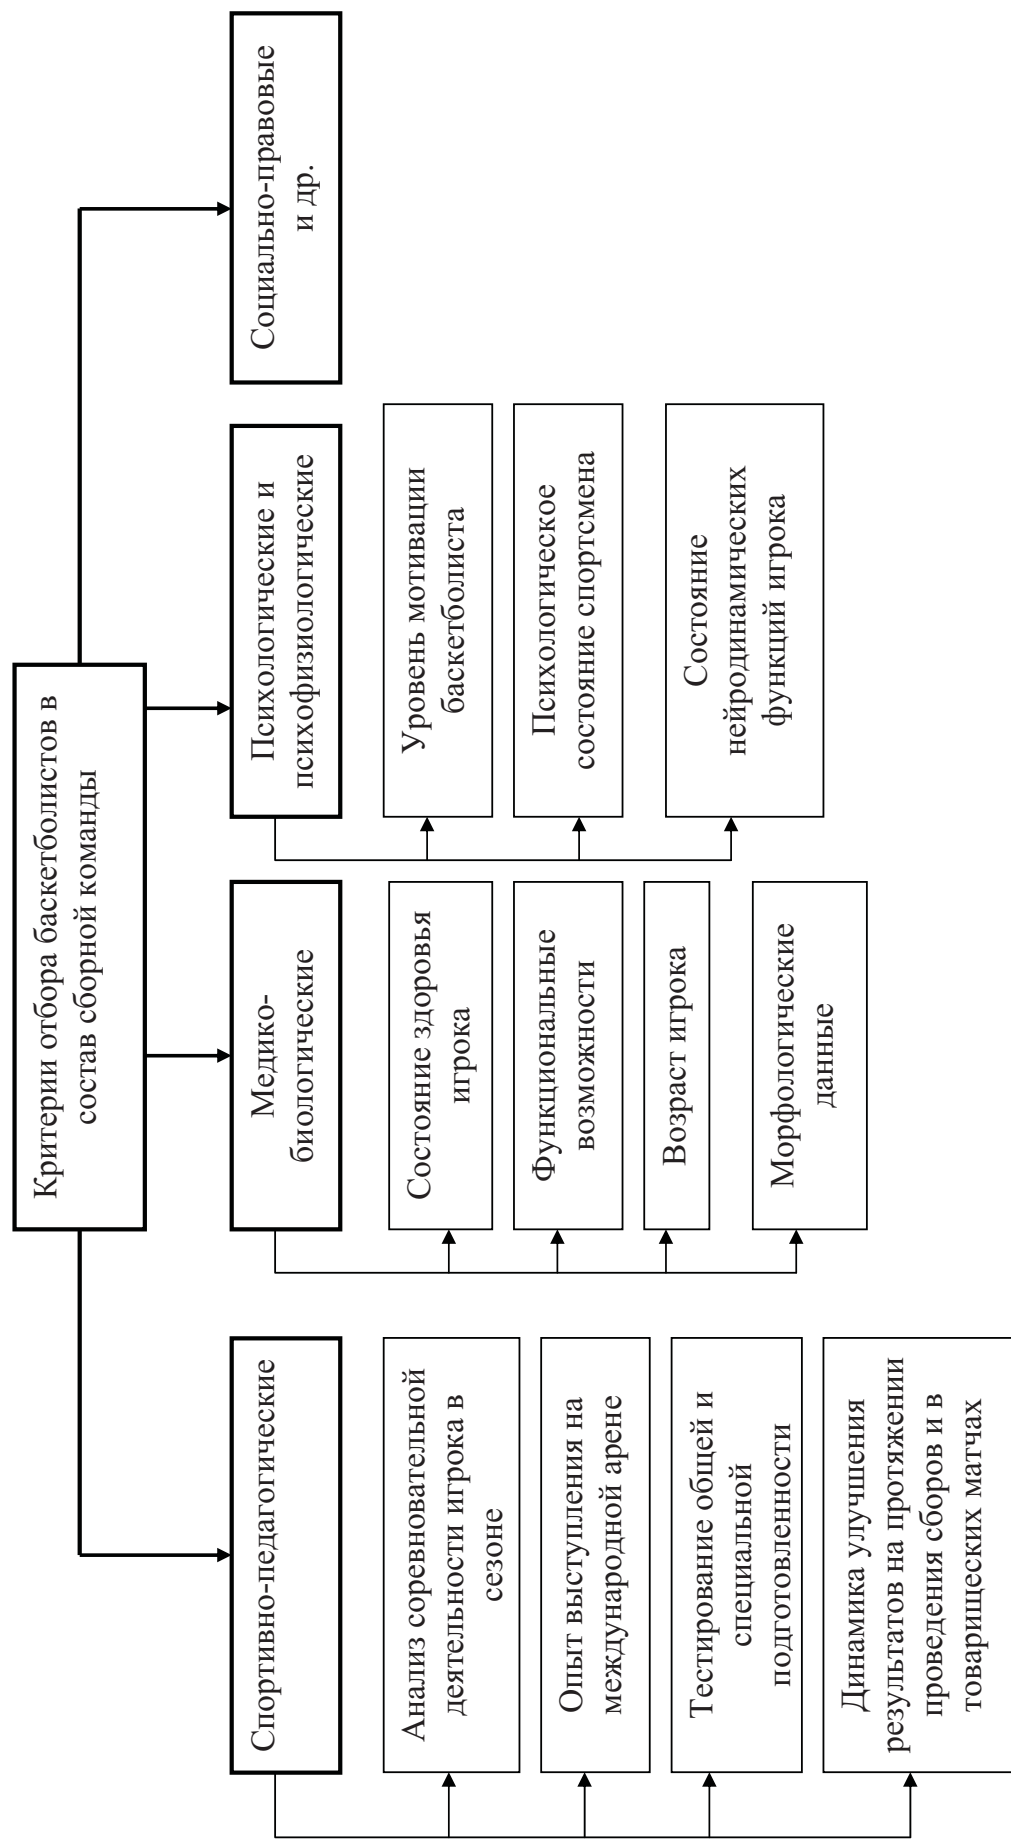 Критерии отбора баскетболистов в
состав сборной команды
Спортивно-педагогические
Анализ соревновательной
деятельности игрока в
сезоне
Опыт выступления на
международной арене
Тестирование общей и
специальной
подготовленности
Динамика улучшения
результатов на протяжении
проведения сборов и в
товарищеских матчах
Медико-
биологические
Состояние здоровья
игрока
Функциональные
возможности
Возраст игрока
Морфологические
данные
Психологические и
психофизиологические
Уровень мотивации
баскетболиста
Психологическое
состояние спортсмена
Состояние
нейродинамических
функций игрока
Социально-правовые
и др.